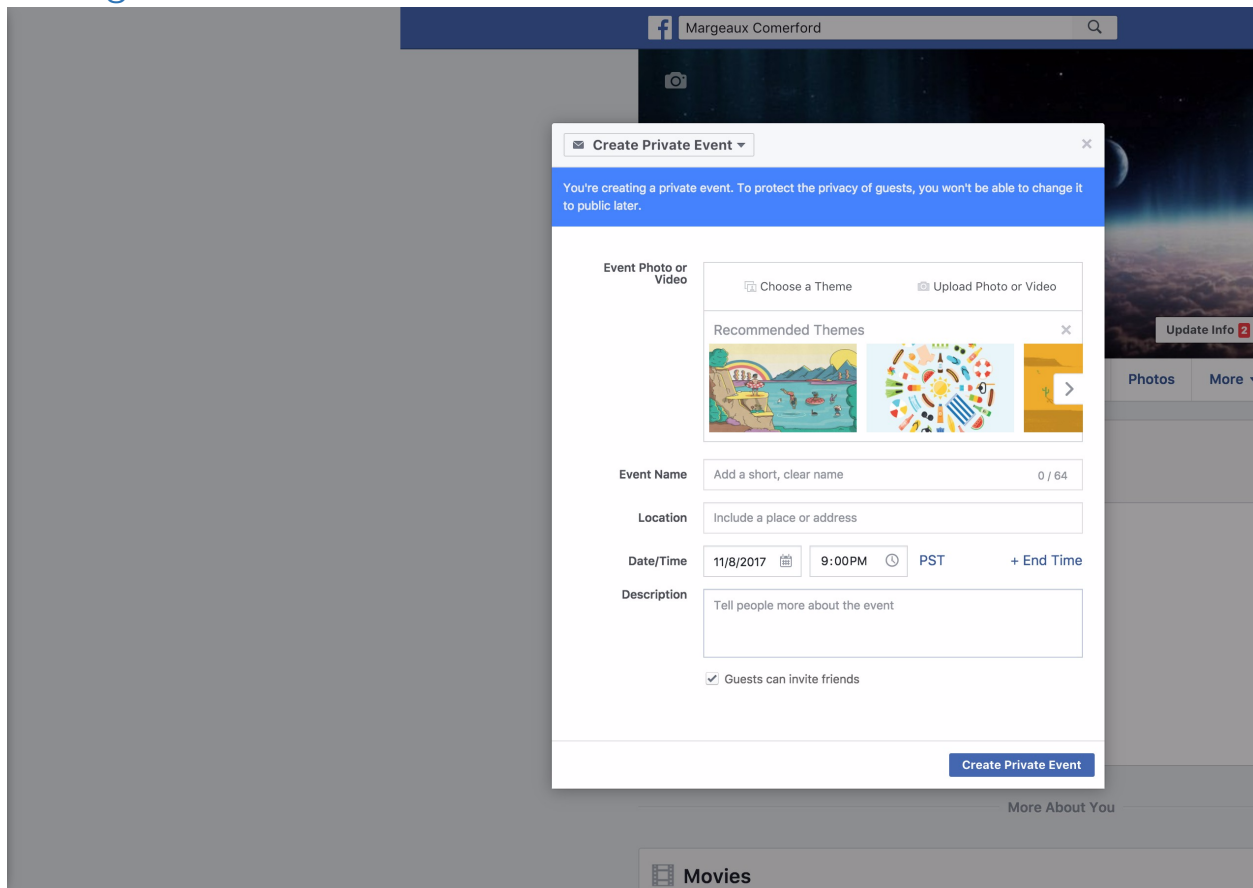 Margeaux Comerford
Create Private Event
You're creating a private event. To protect the privacy of guests, you won't be able to change it
to public later.
Event Photo or
Video
Choose a Theme
Upload Photo or Video
Recommended Themes
Update Info 2
Photos
More
Event Name
Add a short, clear name
0 / 64
Location
Include a place or address
Date/Time
11/8/2017
9:00PM
PST
+ End Time
Description
Tell people more about the event
Guests can invite friends
Create Private Event
More About You
Movies